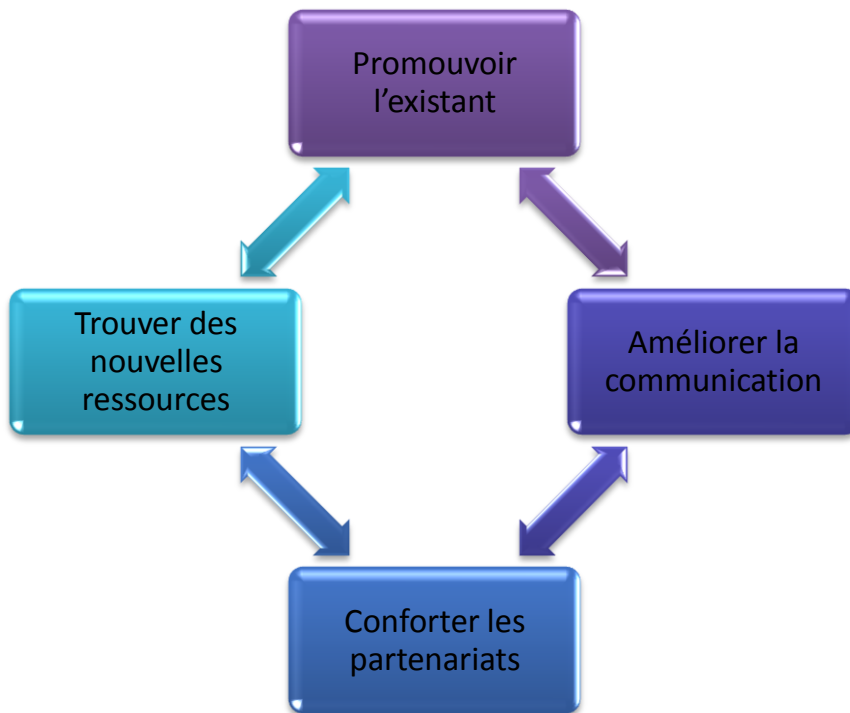 Promouvoir
l'existant
Trouver des
nouvelles
ressources
Améliorer la
communication
Conforter les
partenariats